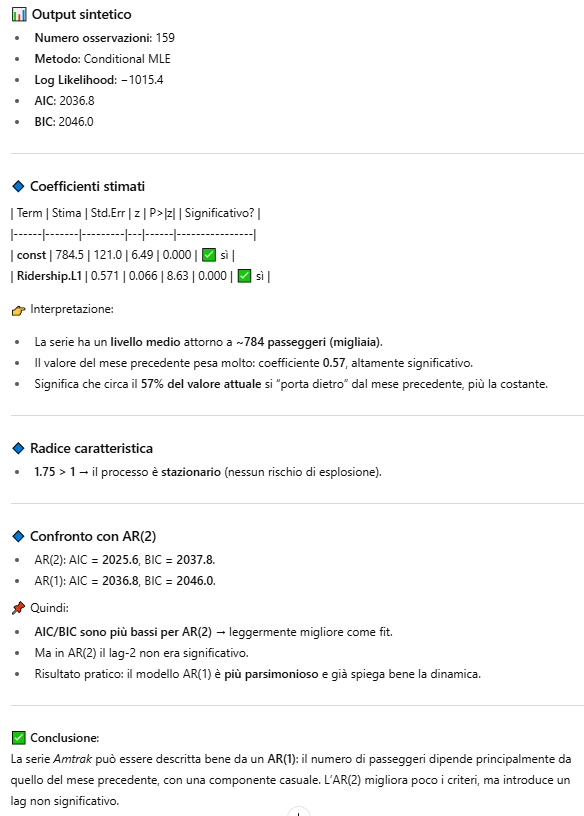 📊 Output sintetico
• Numero osservazioni: 159
• Metodo: Conditional MLE
• Log Likelihood: −1015.4
• AIC: 2036.8
• BIC: 2046.0
🔹 Coefficienti stimati
| Term | Stima | Std.Err | z | P>|z| | Significativo? |
|------|-------|---------|---|------|----------------|
| const | 784.5 | 121.0 | 6.49 | 0.000 | ✅ sì |
| Ridership.L1 | 0.571 | 0.066 | 8.63 | 0.000 | ✅ sì |
👉 Interpretazione:
• La serie ha un livello medio attorno a ~784 passeggeri (migliaia).
• Il valore del mese precedente pesa molto: coefficiente 0.57, altamente significativo.
• Significa che circa il 57% del valore attuale si “porta dietro” dal mese precedente, più la costante.
🔹 Radice caratteristica
• 1.75 > 1 → il processo è stazionario (nessun rischio di esplosione).
🔹 Confronto con AR(2)
• AR(2): AIC = 2025.6, BIC = 2037.8.
• AR(1): AIC = 2036.8, BIC = 2046.0.
📌 Quindi:
• AIC/BIC sono più bassi per AR(2) → leggermente migliore come fit.
• Ma in AR(2) il lag-2 non era significativo.
• Risultato pratico: il modello AR(1) è più parsimonioso e già spiega bene la dinamica.
✅ Conclusione:
La serie Amtrak può essere descritta bene da un AR(1): il numero di passeggeri dipende principalmente da
quello del mese precedente, con una componente casuale. L’AR(2) migliora poco i criteri, ma introduce un
lag non significativo.